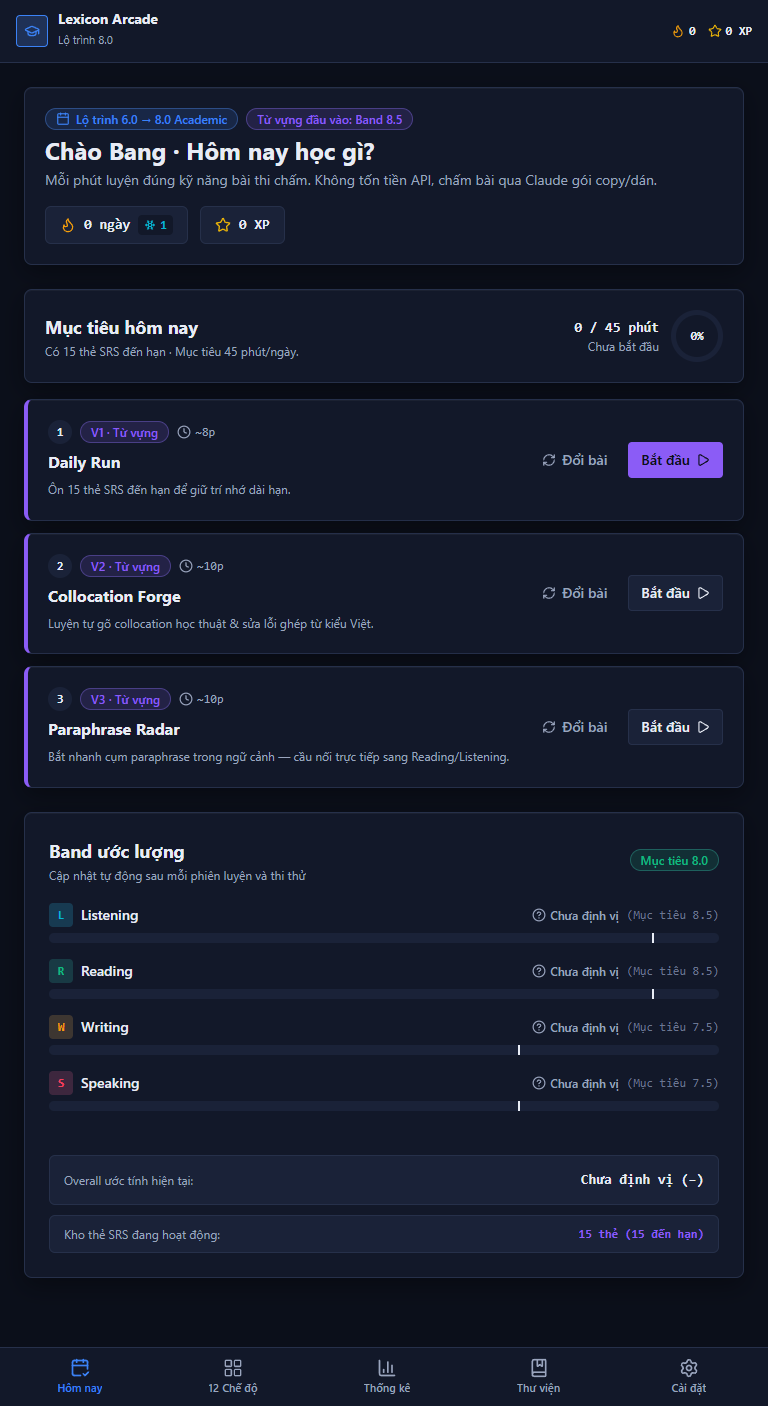 Lexicon Arcade
Lộ trình 8.0
0
0 XP
Lộ trình 6.0 → 8.0 Academic
Từ vựng đầu vào: Band 8.5
Chào Bang · Hôm nay học gì?
Mỗi phút luyện đúng kỹ năng bài thi chấm. Không tốn tiền API, chấm bài qua Claude gói copy/dán.
0 ngày
1
0 XP
Mục tiêu hôm nay
Có 15 thẻ SRS đến hạn · Mục tiêu 45 phút/ngày.
0 / 45 phút
Chưa bắt đầu
0%
1
V1 · Từ vựng
~8p
Daily Run
Ôn 15 thẻ SRS đến hạn để giữ trí nhớ dài hạn.
Đổi bài
Bắt đầu
2
V2 · Từ vựng
~10p
Collocation Forge
Luyện tự gõ collocation học thuật & sửa lỗi ghép từ kiểu Việt.
Đổi bài
Bắt đầu
3
V3 · Từ vựng
~10p
Paraphrase Radar
Bắt nhanh cụm paraphrase trong ngữ cảnh — cầu nối trực tiếp sang Reading/Listening.
Đổi bài
Bắt đầu
Band ước lượng
Cập nhật tự động sau mỗi phiên luyện và thi thử
Mục tiêu 8.0
L
Listening
Chưa định vị (Mục tiêu 8.5)
R
Reading
Chưa định vị (Mục tiêu 8.5)
W
Writing
Chưa định vị (Mục tiêu 7.5)
S
Speaking
Chưa định vị (Mục tiêu 7.5)
Overall ước tính hiện tại:
Chưa định vị (–)
Kho thẻ SRS đang hoạt động:
15 thẻ (15 đến hạn)
Hôm nay
12 Chế độ
Thống kê
Thư viện
Cài đặt